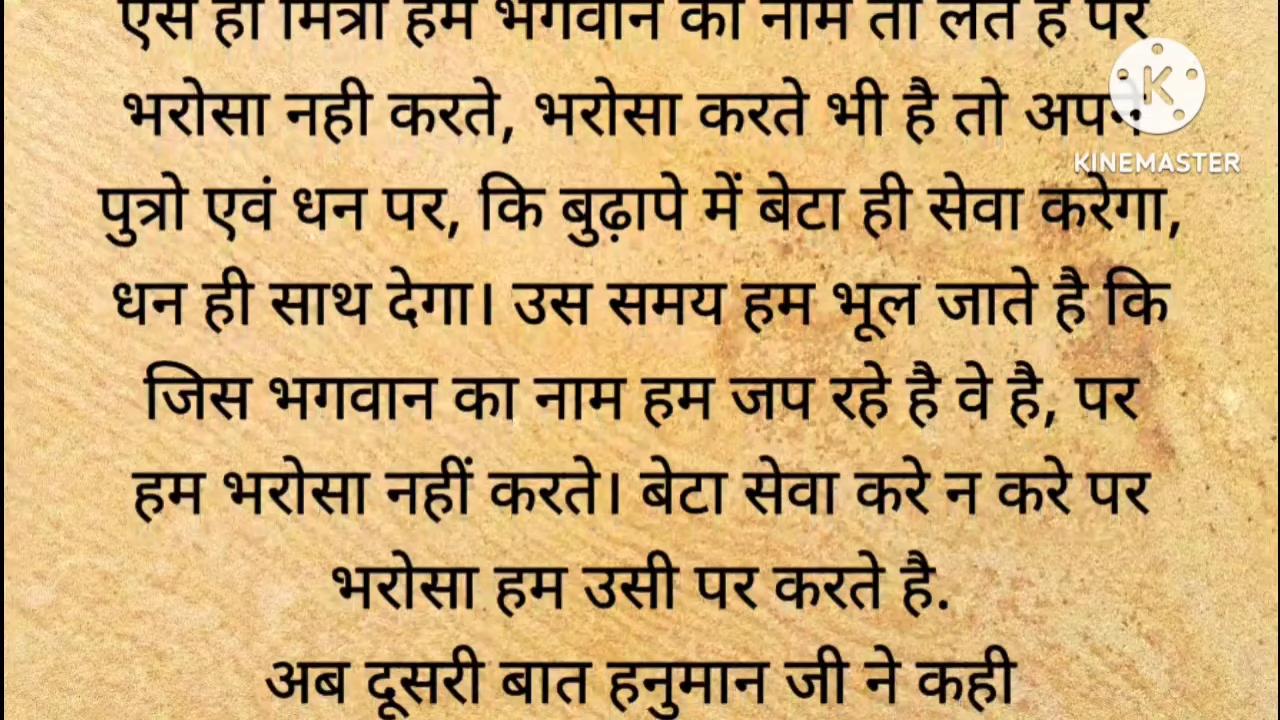 ऐसे ही मित्रो हम भगवान का नाम तो लेते है पर
भरोसा नही करते, भरोसा करते भी है तो अपने
KINEMASTER
पुत्रो एवं धन पर, कि बुढ़ापे में बेटा ही सेवा करेगा,
धन ही साथ देगा। उस समय हम भूल जाते है कि
जिस भगवान का नाम हम जप रहे है वे है, पर
हम भरोसा नहीं करते। बेटा सेवा करे न करे पर
भरोसा हम उसी पर करते है.
अब दूसरी बात हनुमान जी ने कही